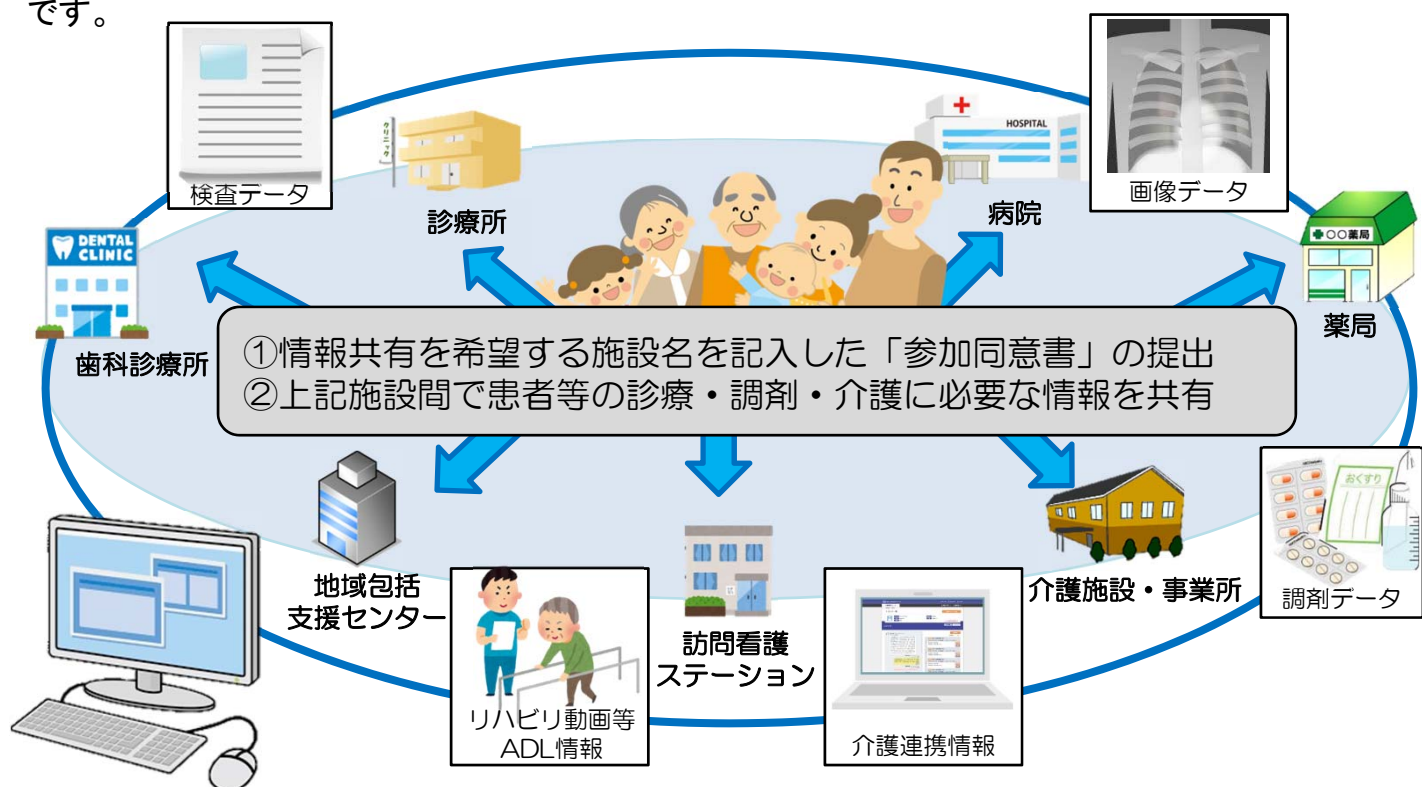 です。
検査データ
クリニック
診療所
HOSPITAL
病院
画像データ
DENTAL
CLINIC
歯科診療所
○○薬局
薬局
①情報共有を希望する施設名を記入した「参加同意書」の提出
②上記施設間で患者等の診療・調剤・介護に必要な情報を共有
地域包括
支援センター
リハビリ動画等
ADL情報
訪問看護
ステーション
介護連携情報
介護施設・事業所
おくすり
調剤データ